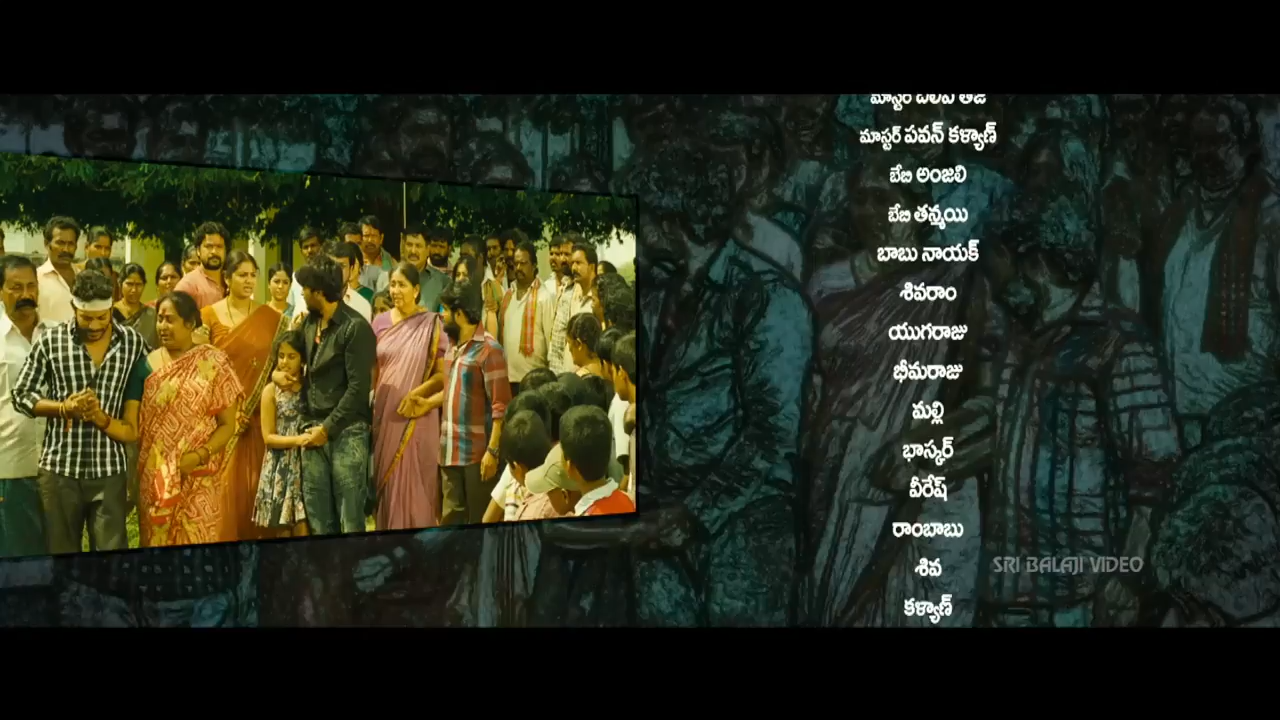 మాస్టర్ పవన్ కళ్యాణ్
బేబి అంజలి
బేబి తన్మయి
బాబు నాయక్
శివరాం
యుగరాజు
భీమరాజు
మల్లి
భాస్కర్
వీరేష్
రాంబాబు
శివ
SRI BALAJI VIDEO
కళ్యాణ్